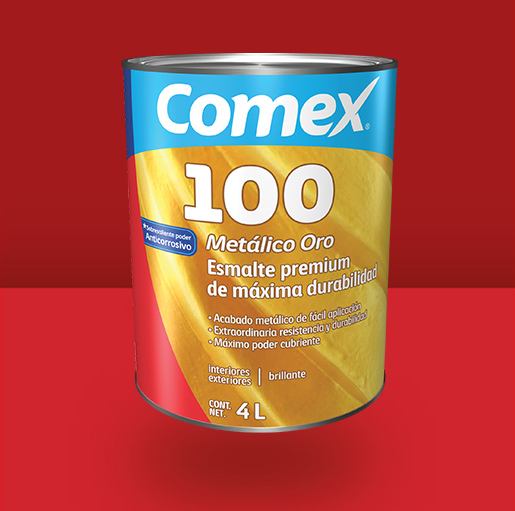 Comex®
100
Metálico Oro
*Sobresaliente poder
Anticorrosivo
Esmalte premium
de máxima durabilidad
• Acabado metálico de fácil aplicación
• Extraordinaria resistencia y durabilidad
• Máximo poder cubriente
interiores
exteriores | brillante
CONT.
NET. 4 L